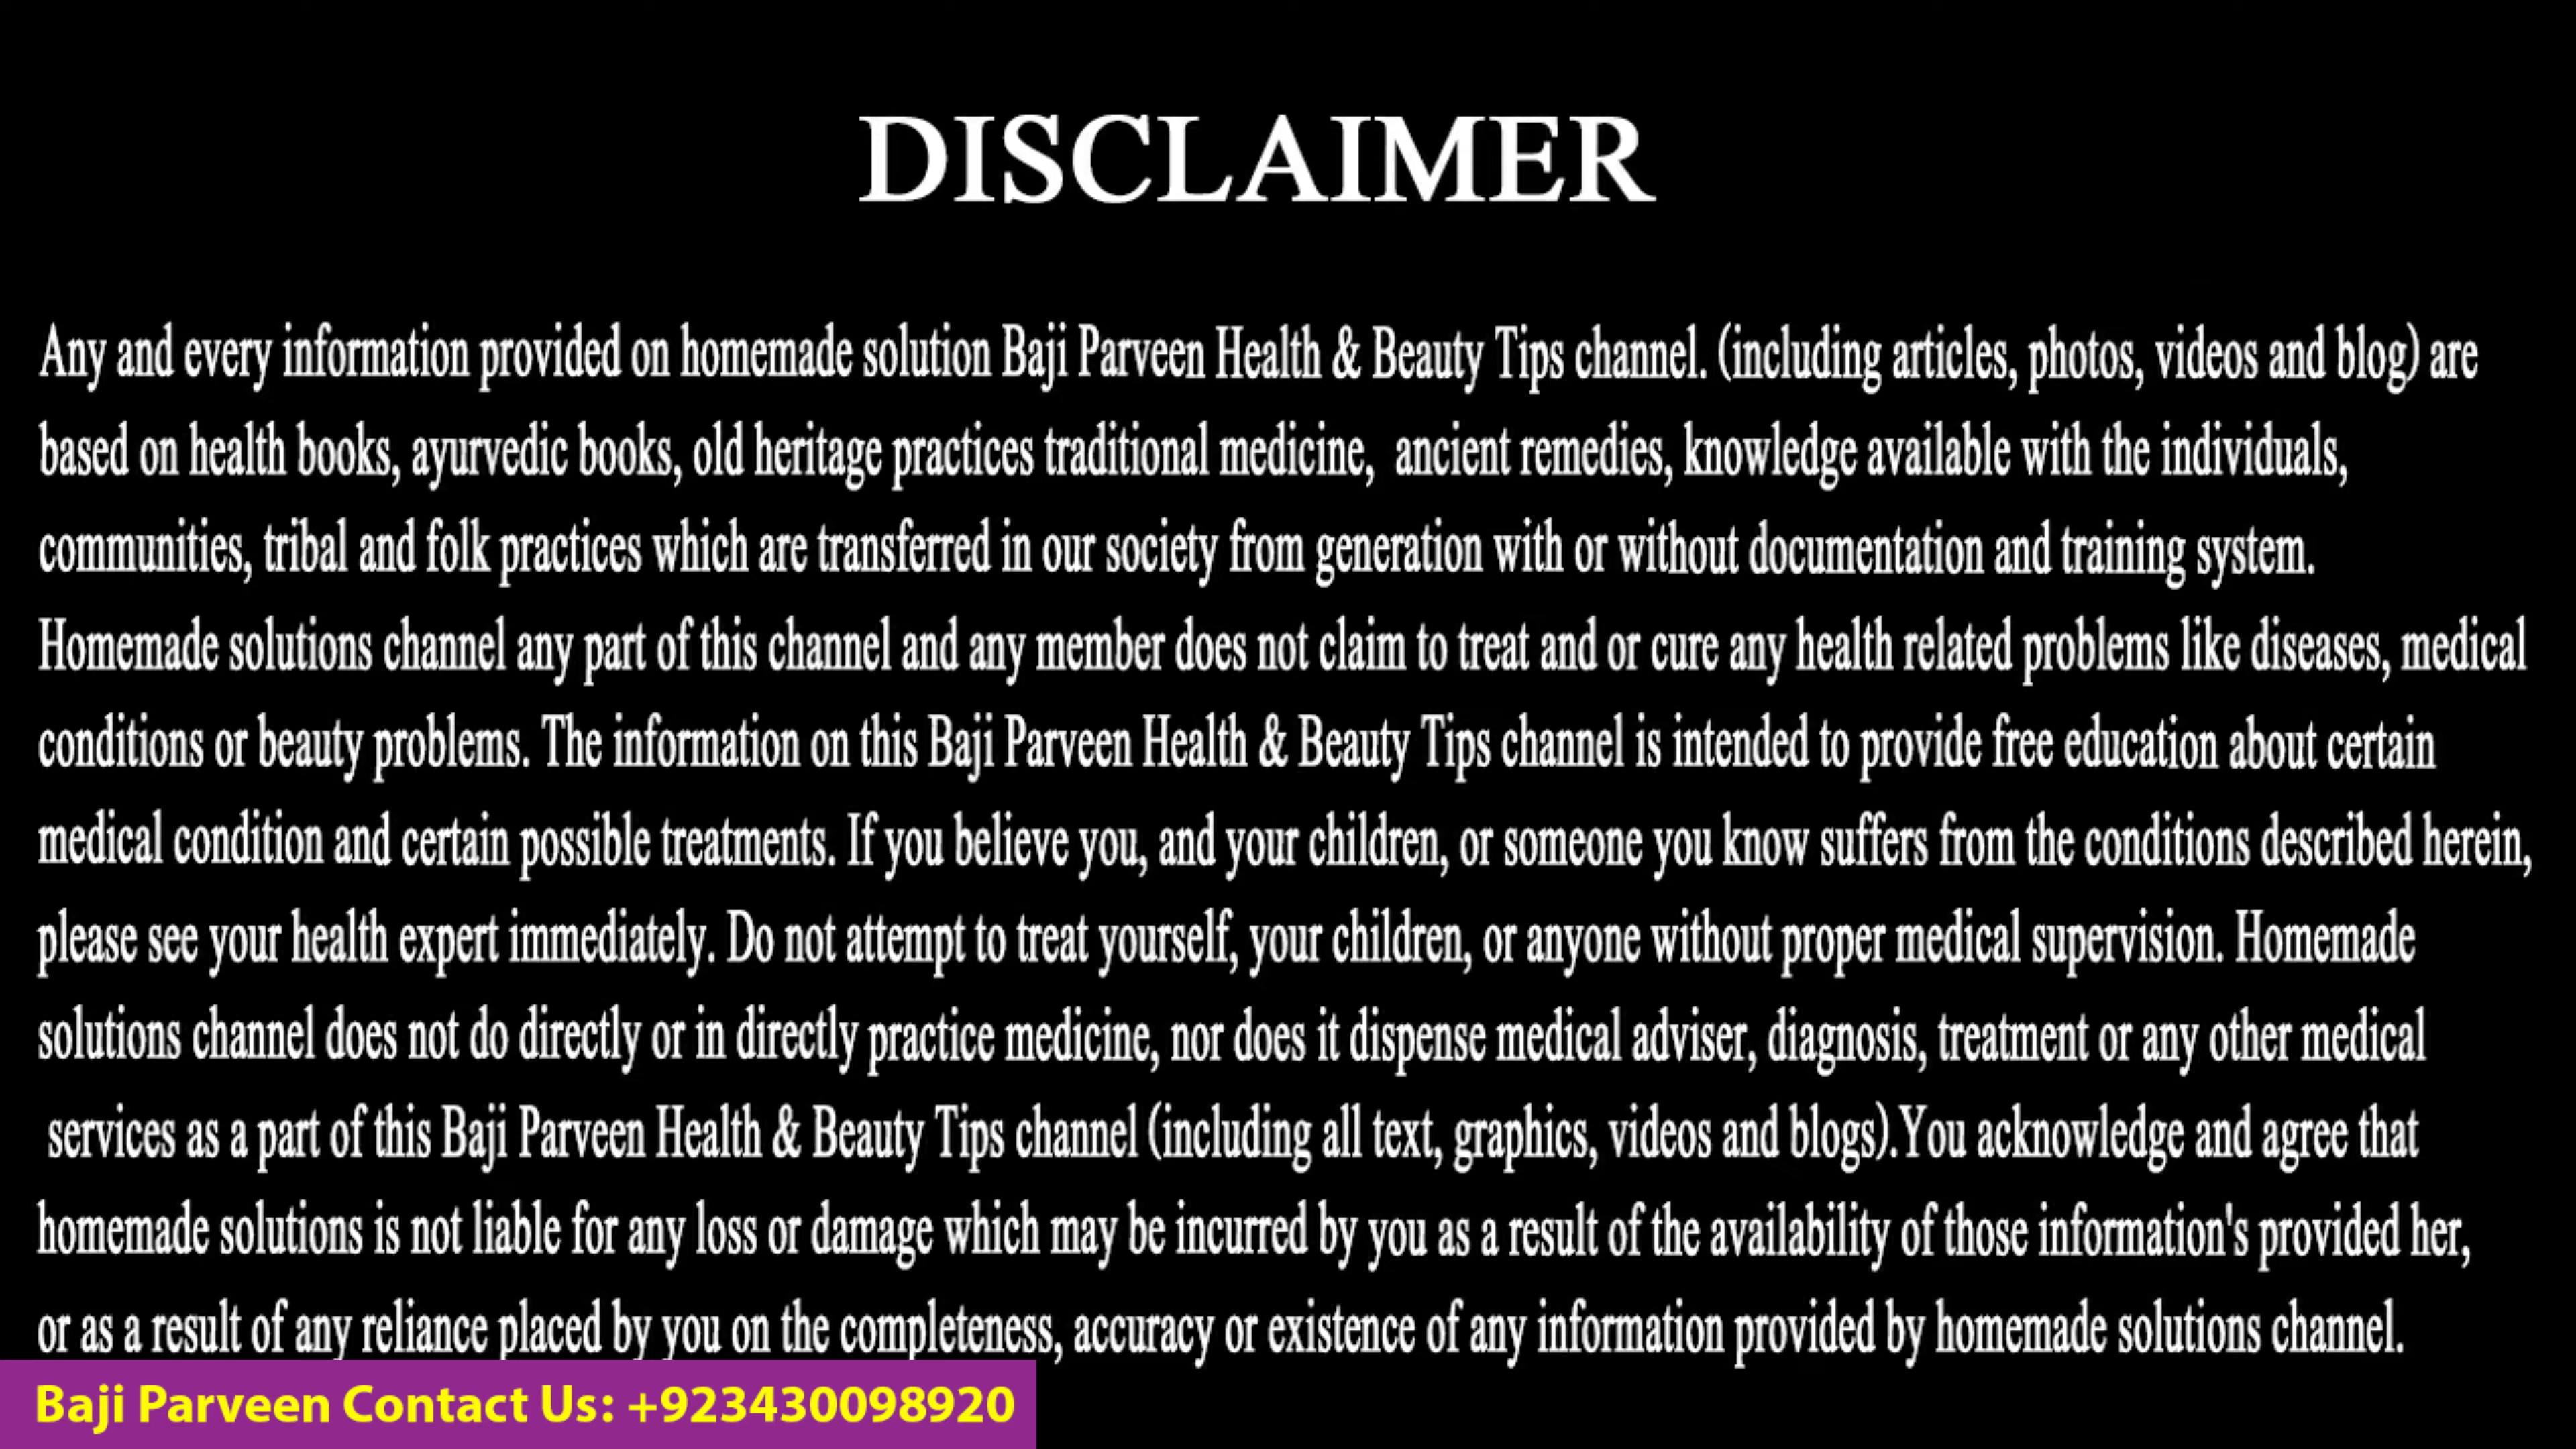 DISCLAIMER
Any and every information provided on homemade solution Baji Parveen Health & Beauty Tips channel. (including articles, photos, videos and blog) are
based on health books, ayurvedic books, old heritage practices traditional medicine, ancient remedies, knowledge available with the individuals,
communities, tribal and folk practices which are transferred in our society from generation with or without documentation and training system.
Homemade solutions channel any part of this channel and any member does not claim to treat and or cure any health related problems like diseases, medical
conditions or beauty problems. The information on this Baji Parveen Health & Beauty Tips channel is intended to provide free education about certain
medical condition and certain possible treatments. If you believe you, and your children, or someone you know suffers from the conditions described herein,
please see your health expert immediately. Do not attempt to treat yourself, your children, or anyone without proper medical supervision. Homemade
solutions channel does not do directly or in directly practice medicine, nor does it dispense medical adviser, diagnosis, treatment or any other medical
services as a part of this Baji Parveen Health & Beauty Tips channel (including all text, graphics, videos and blogs).You acknowledge and agree that
homemade solutions is not liable for any loss or damage which may be incurred by you as a result of the availability of those information's provided her,
or as a result of any reliance placed by you on the completeness, accuracy or existence of any information provided by homemade solutions channel.
Baji Parveen Contact Us: +923430098920